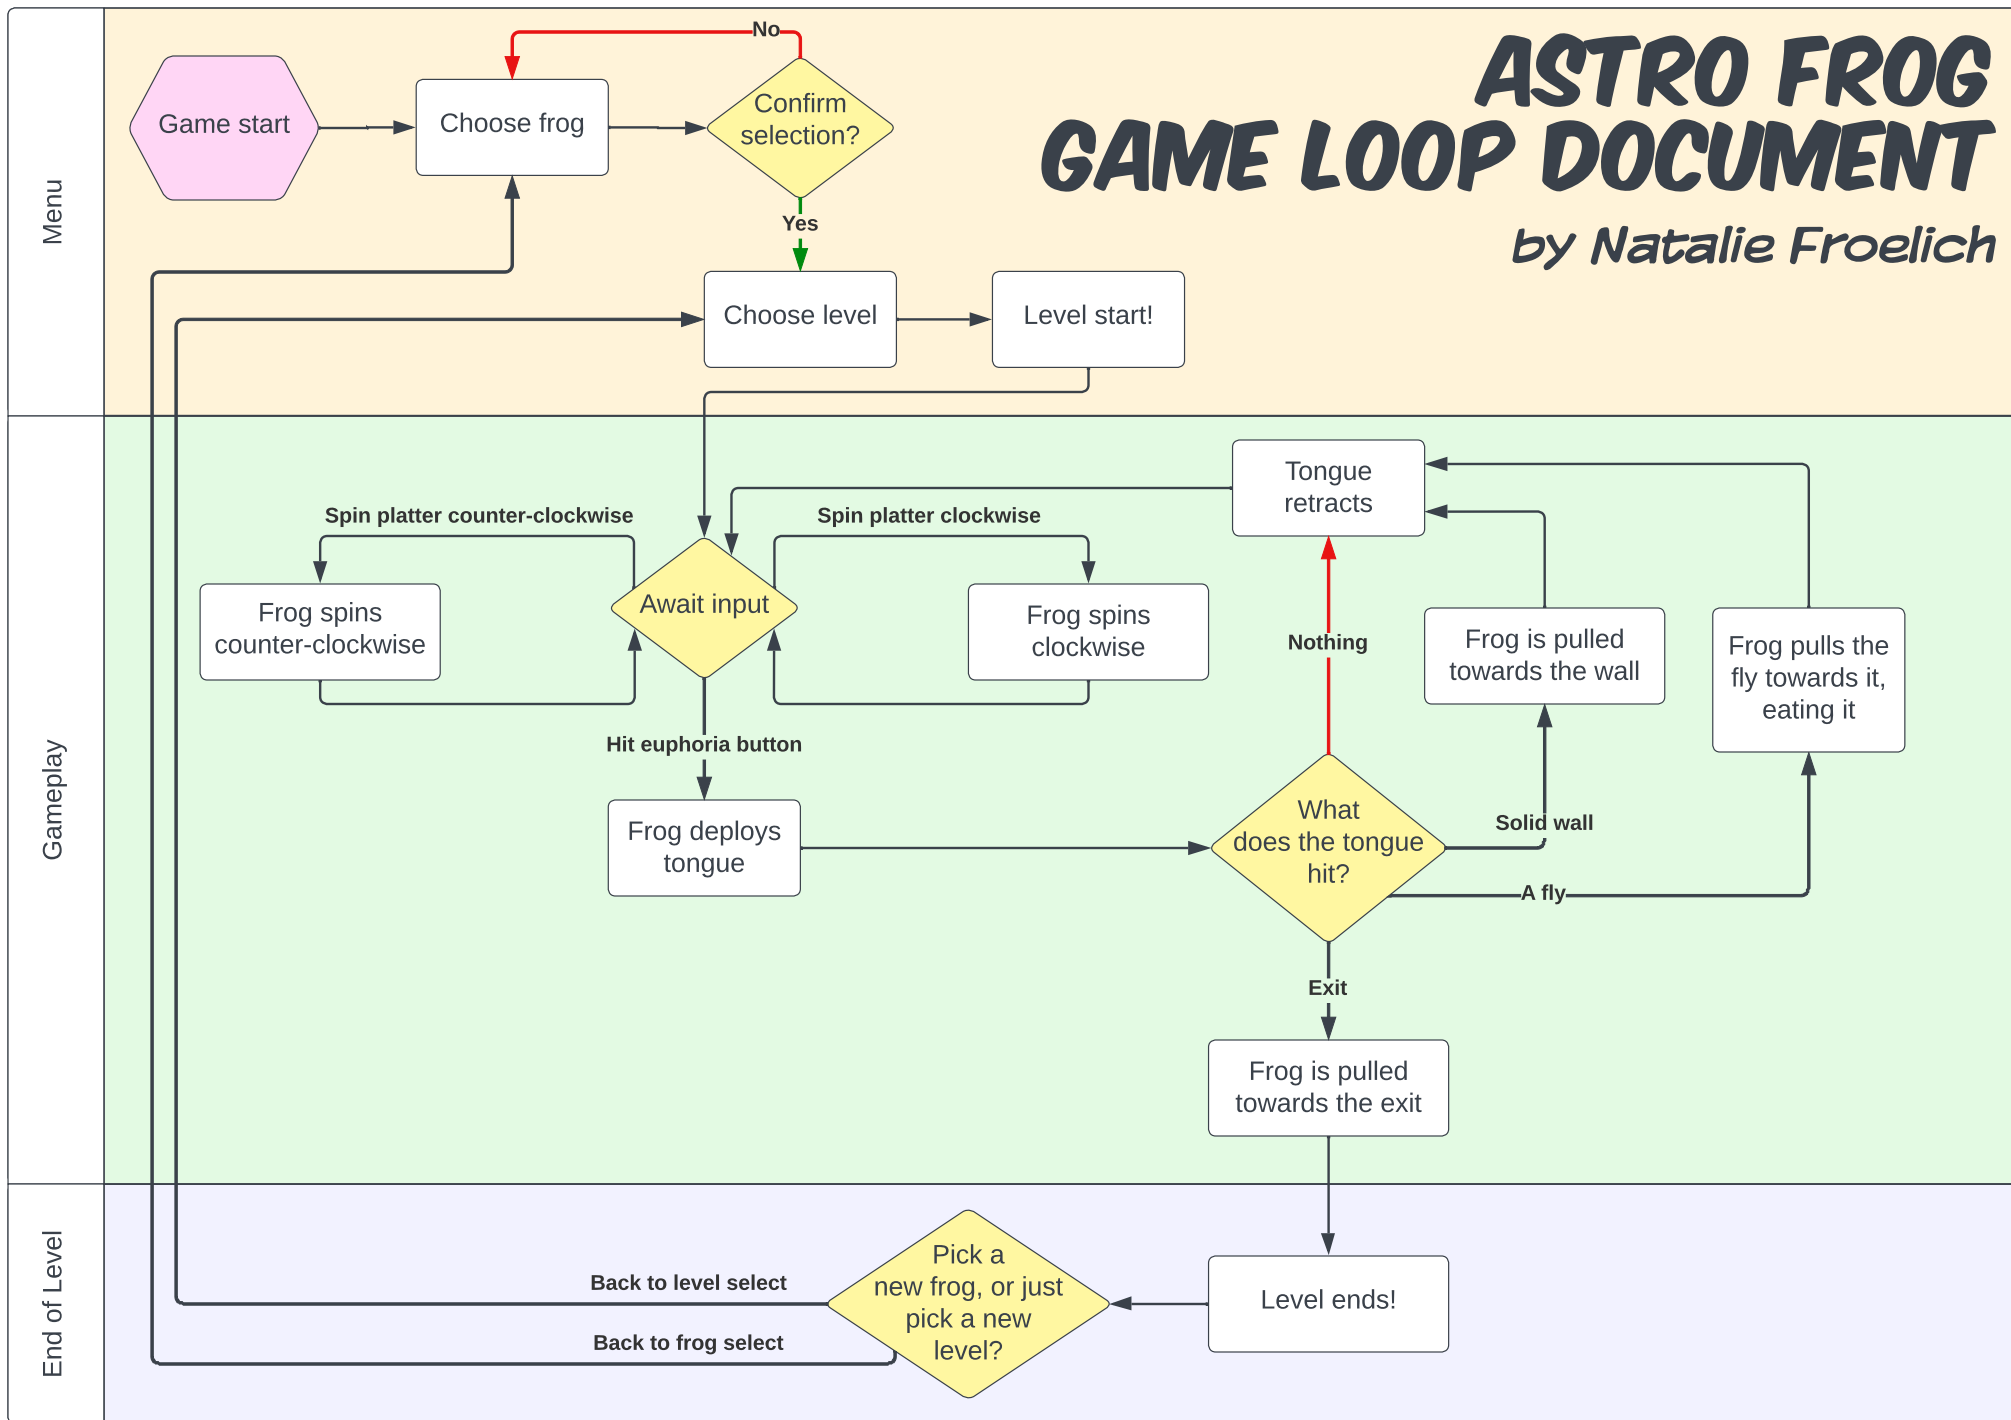 ASTRO FROG
GAME LOOP DOCUMENT
by Natalie Froelich
Menu
Game start
Choose frog
No
Confirm
selection?
Yes
Choose level
Level start!
Gameplay
Spin platter counter-clockwise
Spin platter clockwise
Frog spins
counter-clockwise
Await input
Frog spins
clockwise
Hit euphoria button
Frog deploys
tongue
Tongue
retracts
Nothing
Frog is pulled
towards the wall
Frog pulls the
fly towards it,
eating it
What
does the tongue
hit?
Solid wall
A fly
Exit
Frog is pulled
towards the exit
End of Level
Level ends!
Pick a
new frog, or just
pick a new
level?
Back to level select
Back to frog select